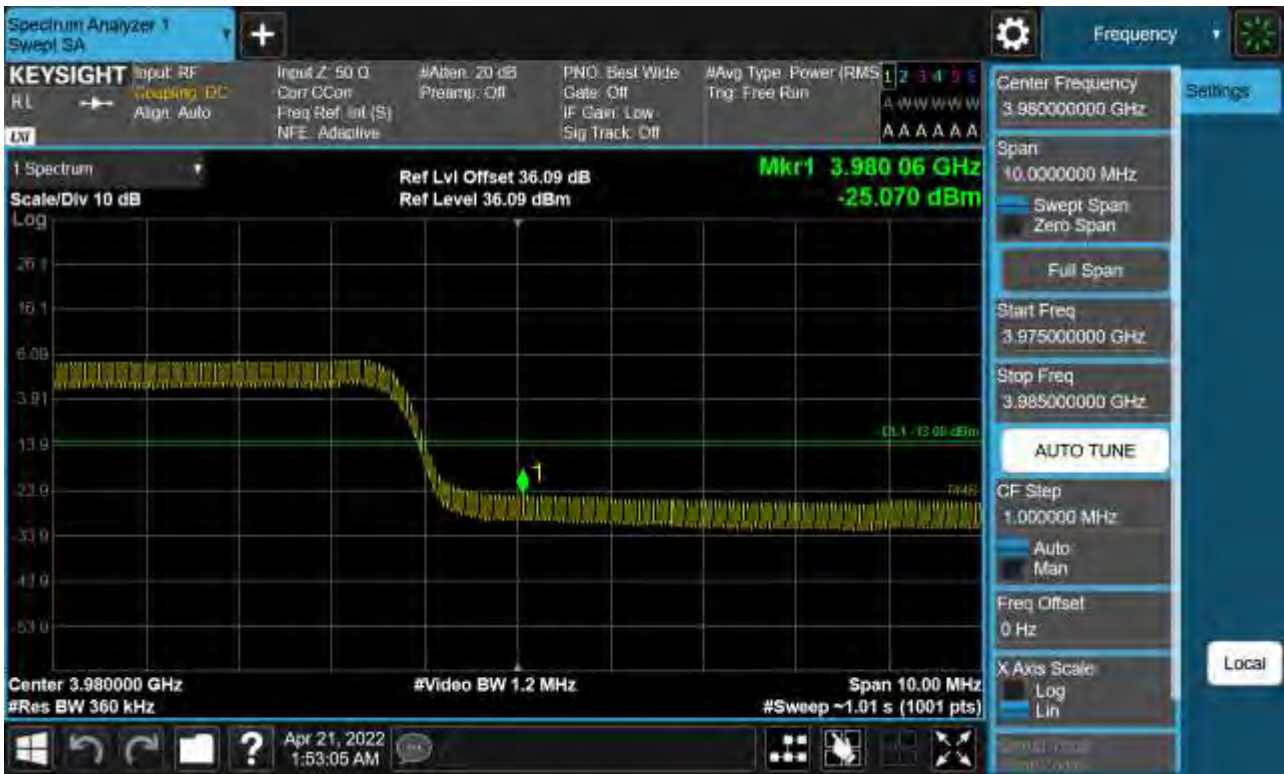 Spectrum Analyzer 1
Swept SA
+
Frequency
KEYSIGHT
RL
LXI
Input: RF
Coupling: DC
Align: Auto
Input Z: 50 Ω
Corr CCorr
Freq Ref: Int (S)
NFE: Adaptive
#Atten: 20 dB
Preamp: Off
PNO: Best Wide
Gate: Off
IF Gain: Low
Sig Track: Off
#Avg Type: Power (RMS
Trig: Free Run
1 2 3 4 5 6
A W W W W W
A A A A A A
1 Spectrum
Scale/Div 10 dB
Log
Ref Lvl Offset 36.09 dB
Ref Level 36.09 dBm
Mkr1 3.980 06 GHz
-25.070 dBm
26.1
16.1
6.09
-3.91
-13.9
-23.9
-33.9
-43.9
-53.9
DL1 -13.00 dBm
1
RMS
Center 3.980000 GHz
#Res BW 360 kHz
#Video BW 1.2 MHz
Span 10.00 MHz
#Sweep ~1.01 s (1001 pts)
Center Frequency
3.980000000 GHz
Settings
Span
10.0000000 MHz
Swept Span
Zero Span
Full Span
Start Freq
3.975000000 GHz
Stop Freq
3.985000000 GHz
AUTO TUNE
CF Step
1.000000 MHz
Auto
Man
Freq Offset
0 Hz
X Axis Scale
Log
Lin
Local
?
Apr 21, 2022
1:53:05 AM